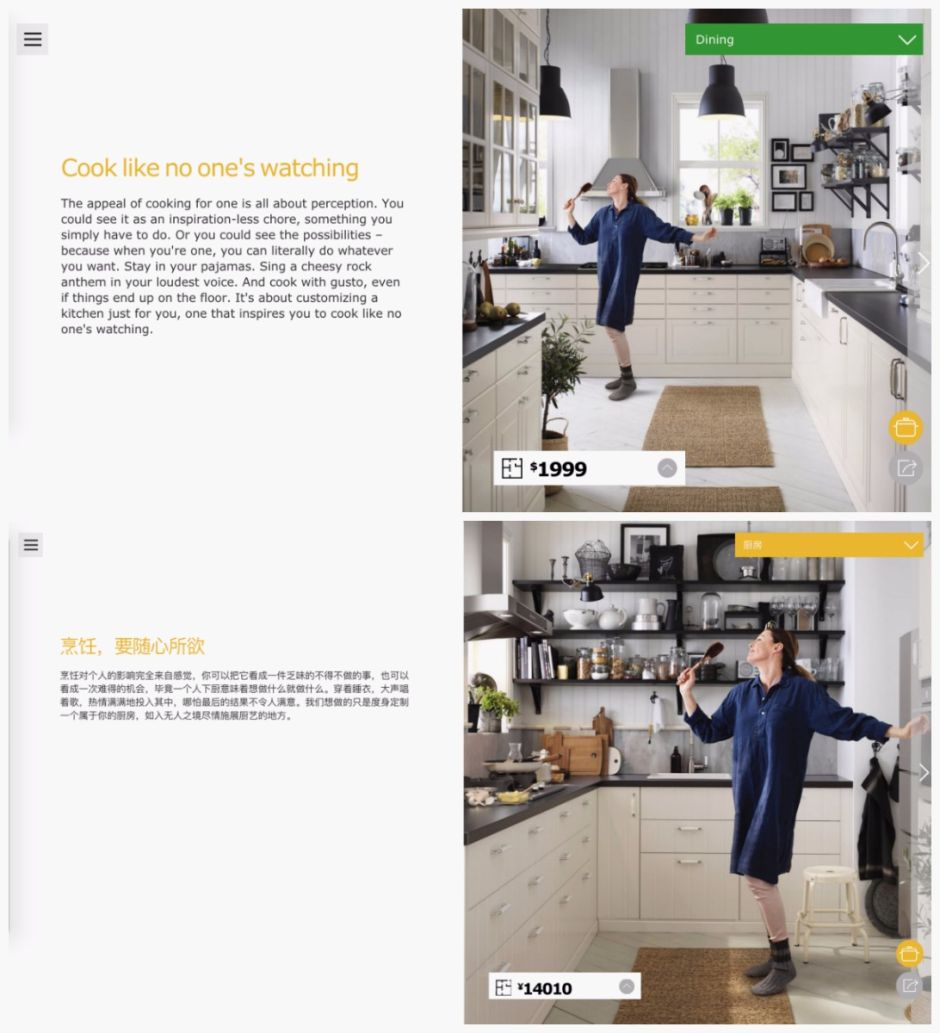 Dining
Cook like no one's watching
The appeal of cooking for one is all about perception. You
could see it as an inspiration-less chore, something you
simply have to do. Or you could see the possibilities –
because when you're one, you can literally do whatever
you want. Stay in your pajamas. Sing a cheesy rock
anthem in your loudest voice. And cook with gusto, even
if things end up on the floor. It's about customizing a
kitchen just for you, one that inspires you to cook like no
one's watching.
$1999
厨房
烹饪，要随心所欲
烹饪对个人的影响完全来自感觉，你可以把它看成一件乏味的不得不做的事，也可以
看成一次难得的机会，毕竟一个人下厨意味着想做什么就做什么。穿着睡衣，大声唱
着歌，热情满满地投入其中，哪怕最后的结果不令人满意。我们想做的只是度身定制
一个属于你的厨房，如入无人之境尽情施展厨艺的地方。
¥14010